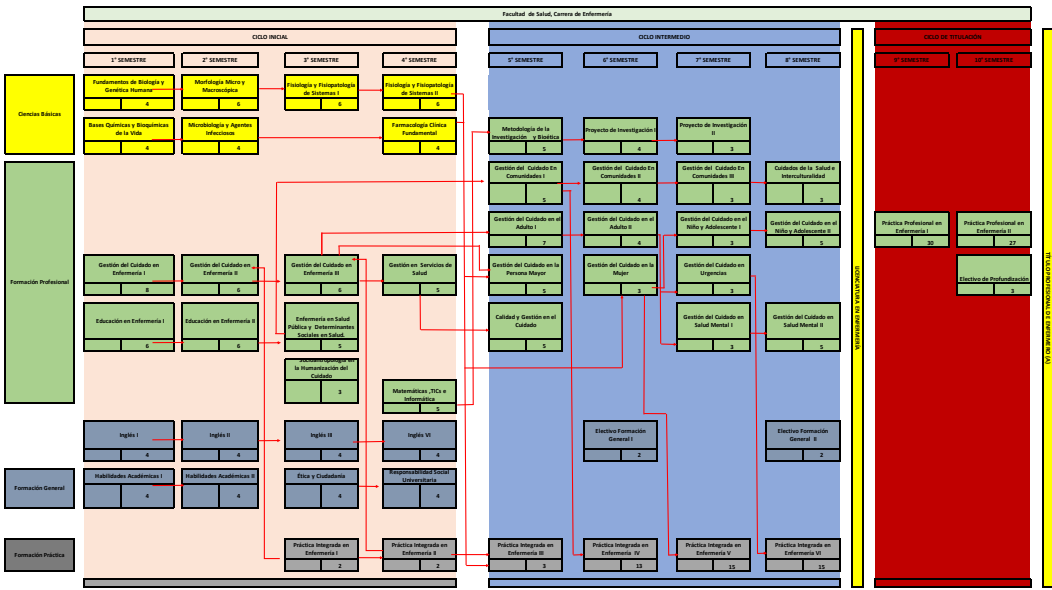 Facultad de Salud, Carrera de Enfermería
CICLO INICIAL
CICLO INTERMEDIO
CICLO DE TITULACIÓN
1° SEMESTRE
2° SEMESTRE
3° SEMESTRE
4° SEMESTRE
5° SEMESTRE
6° SEMESTRE
7° SEMESTRE
8° SEMESTRE
9° SEMESTRE
10° SEMESTRE
Ciencias Básicas
Fundamentos de Biología y
Genética Humana
4
Morfología Micro y
Macroscópica
6
Fisiología y Fisiopatología
de Sistemas I
6
Fisiología y Fisiopatología
de Sistemas II
6
Bases Químicas y Bioquímicas
de la Vida
4
Microbiología y Agentes
Infecciosos
4
Farmacología Clínica
Fundamental
4
Metodología de la
Investigación y Bioética
5
Proyecto de Investigación I
4
Proyecto de Investigación
II
3
Formación Profesional
Gestión del Cuidado En
Comunidades I
5
Gestión del Cuidado En
Comunidades II
4
Gestión del Cuidado En
Comunidades III
3
Cuidados de la Salud e
Interculturalidad
3
Gestión del Cuidado en el
Adulto I
7
Gestión del Cuidado en el
Adulto II
4
Gestión del Cuidado en el
Niño y Adolescente I
3
Gestión del Cuidado en el
Niño y Adolescente II
5
Práctica Profesional en
Enfermería I
30
Práctica Profesional en
Enfermería II
27
Gestión del Cuidado en
Enfermería I
8
Gestión del Cuidado en
Enfermería II
6
Gestión del Cuidado en
Enfermería III
6
Gestión en Servicios de
Salud
5
Gestión del Cuidado en la
Persona Mayor
5
Gestión del Cuidado en la
Mujer
3
Gestión del Cuidado en
Urgencias
3
Electivo de Profundización
3
Educación en Enfermería I
6
Educación en Enfermería II
6
Enfermería en Salud
Pública y Determinantes
Sociales en Salud.
5
Calidad y Gestión en el
Cuidado
5
Gestión del Cuidado en
Salud Mental I
3
Gestión del Cuidado en
Salud Mental II
5
Socioantropología en
la Humanización del
Cuidado
3
Matemáticas ,TICs e
Informática
5
Inglés I
4
Inglés II
4
Inglés III
4
Inglés VI
4
Electivo Formación
General I
2
Electivo Formación
General II
2
Formación General
Habilidades Académicas I
4
Habilidades Académicas II
4
Ética y Ciudadanía
4
Responsabilidad Social
Universitaria
4
Formación Práctica
Práctica Integrada en
Enfermería I
2
Práctica Integrada en
Enfermería II
2
Práctica Integrada en
Enfermería III
3
Práctica Integrada en
Enfermería IV
13
Práctica Integrada en
Enfermería V
15
Práctica Integrada en
Enfermería VI
15
LICENCIATURA EN ENFERMERÍA
TÍTULO PROFESIONAL DE ENFERMERO (A)